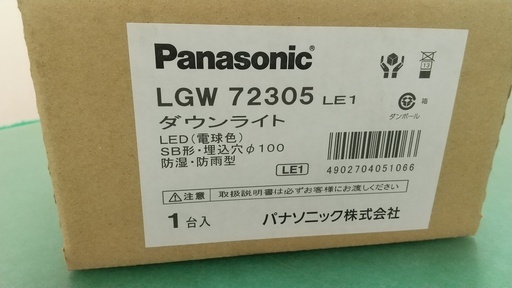 Panasonic®
LGW 72305 LE1
ダウンライト
LED(電球色)
SB形・埋込穴φ100
防湿・防雨型
LE1
箱
ダンボール
4902704051066
注意 取扱説明書は必ずお客様にお渡しください
1台入
パナソニック株式会社